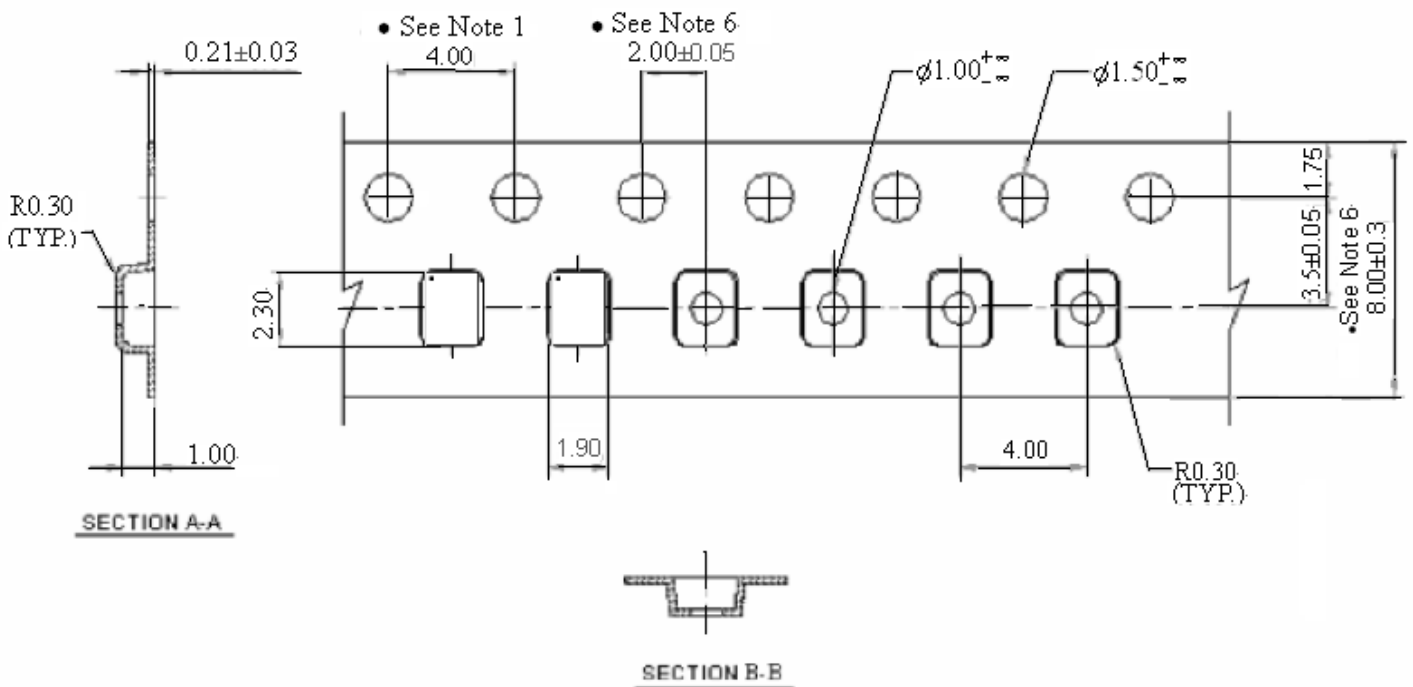 • See Note 1
• See Note 6
0.21±0.03
4.00
2.00±0.05
ϕ1.00
ϕ1.50
1.75
R0.30
(TYP.)
3.5±0.05
•See Note 6
8.00±0.3
2.30
1.00
1.90
4.00
R0.30
(TYP.)
SECTION A-A
SECTION B-B